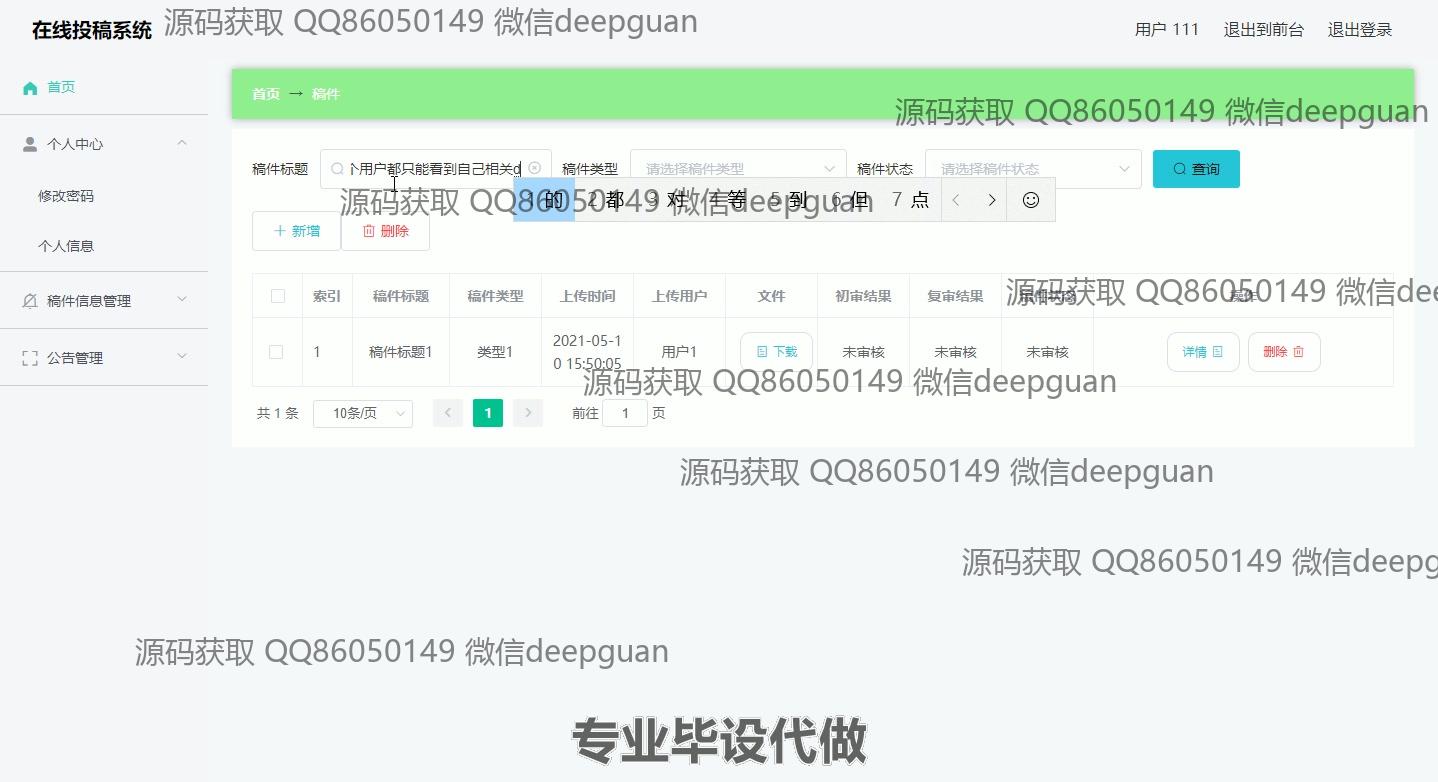 在线投稿系统 源码获取 QQ86050149 微信deepguan 用户 111 退出到前台 退出登录
首页
首页 → 稿件
源码获取 QQ86050149 微信deepguan
个人中心
稿件标题 个用户都只能看到自己相关d 稿件类型 请选择稿件类型 稿件状态 请选择稿件状态 查询
修改密码
源码获取 QQ86050149 微信deepguan
1 的 2 都 3 对 4 等 5 到 6 但 7 点
新增 删除
个人信息
稿件信息管理
索引 稿件标题 稿件类型 上传时间 上传用户 文件 初审结果 复审结果 稿件状态 操作
源码获取 QQ86050149 微信dee
公告管理
1 稿件标题1 类型1 2021-05-1
0 15:50:05 用户1 下载 未审核 未审核 未审核 详情 删除
源码获取 QQ86050149 微信deepguan
共 1 条 10条/页 1 前往 1 页
源码获取 QQ86050149 微信deepguan
源码获取 QQ86050149 微信deepg
源码获取 QQ86050149 微信deepguan
专业毕设代做